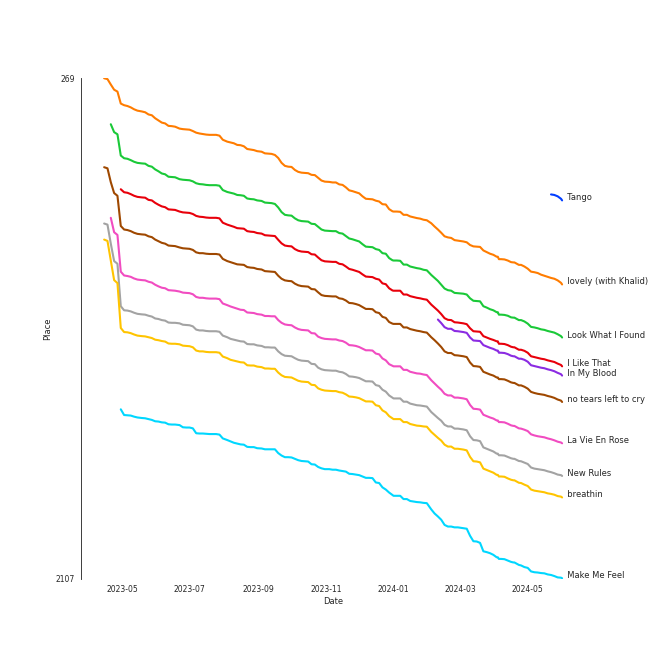 269
Tango
lovely (with Khalid)
Place
Look What I Found
I Like That
In My Blood
no tears left to cry
La Vie En Rose
New Rules
breathin
2107
Make Me Feel
2023-05 2023-07 2023-09 2023-11 2024-01 2024-03 2024-05
Date